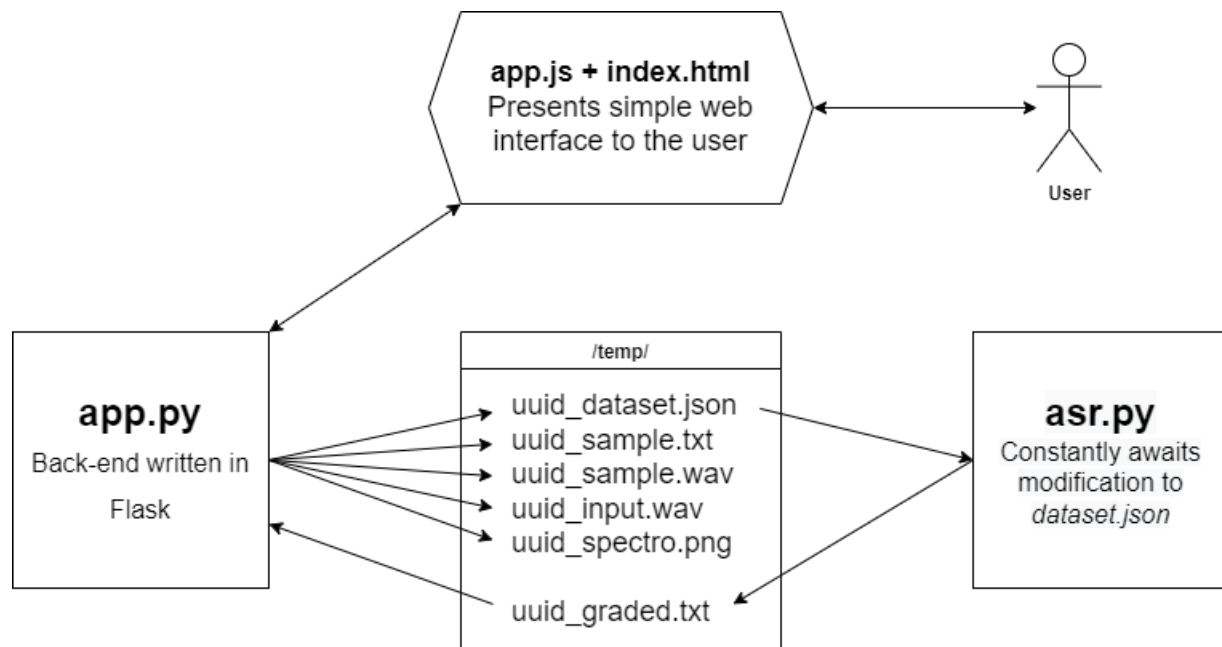 app.js + index.html
Presents simple web
interface to the user
User
app.py
Back-end written in
Flask
/temp/
uuid_dataset.json
uuid_sample.txt
uuid_sample.wav
uuid_input.wav
uuid_spectro.png
uuid_graded.txt
asr.py
Constantly awaits
modification to
dataset.json